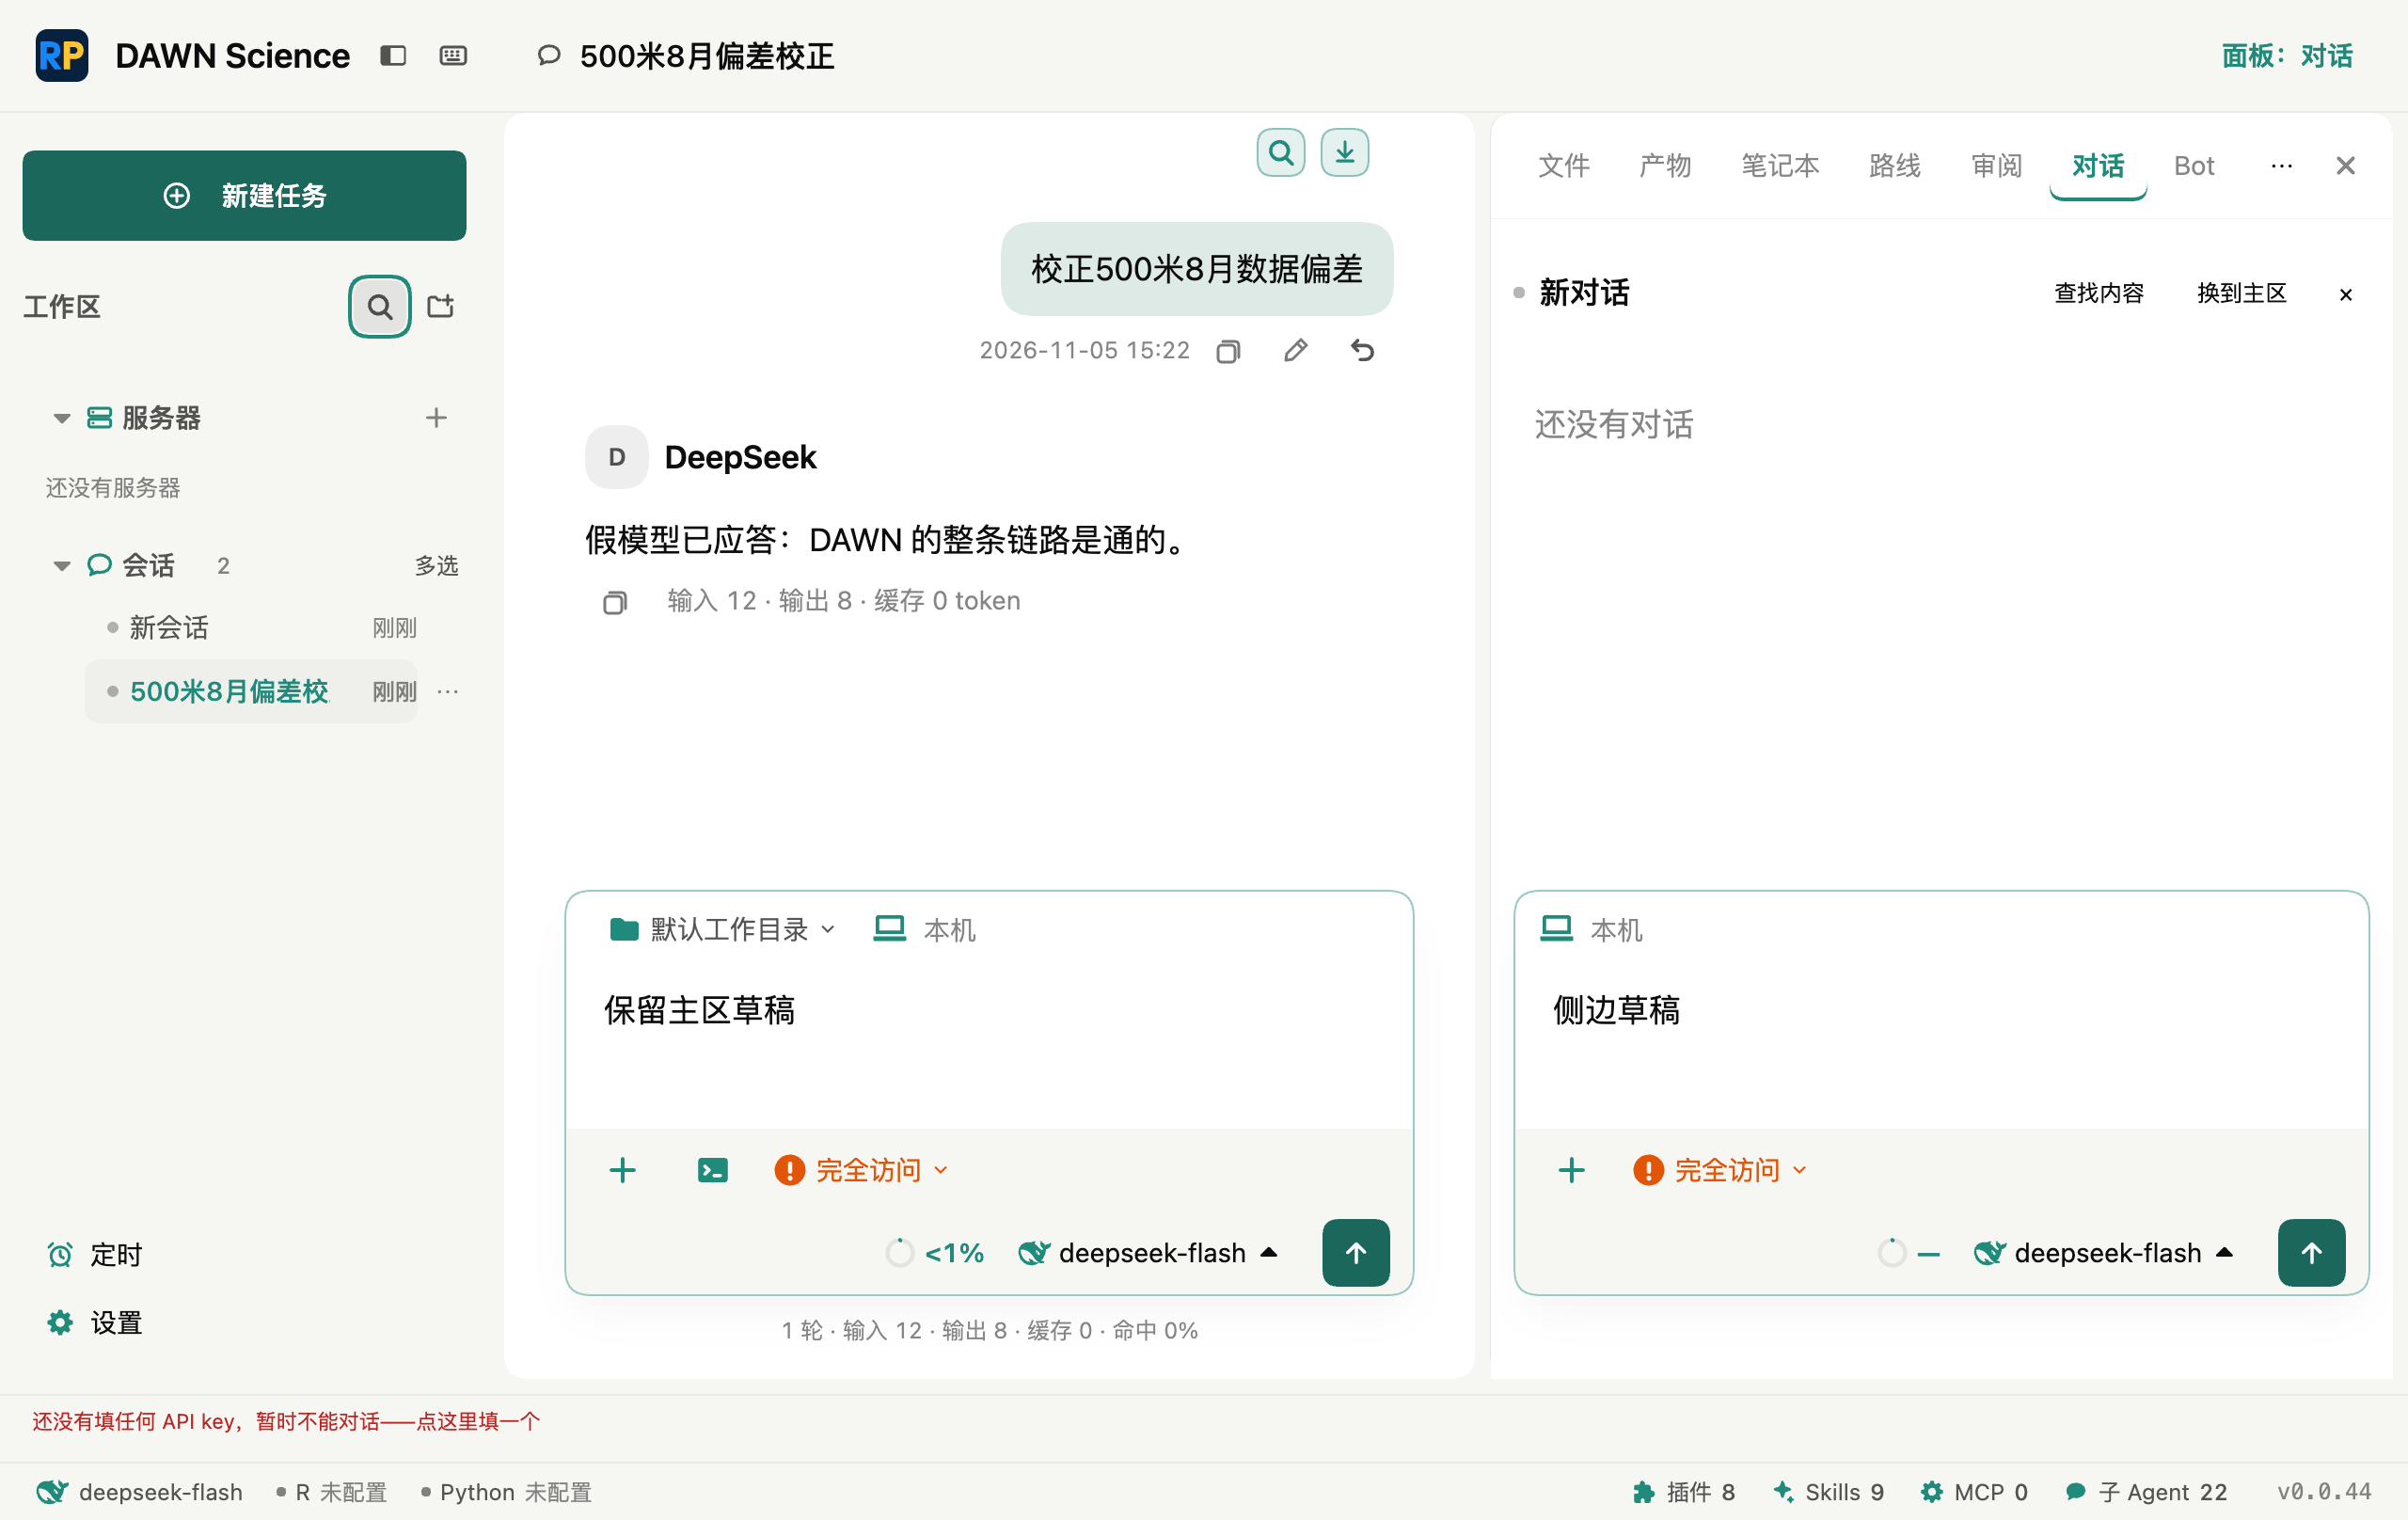 RP DAWN Science 500米8月偏差校正 面板：对话
新建任务
工作区
服务器
还没有服务器
会话 2 多选
新会话 刚刚
500米8月偏差校 刚刚 ···
定时
设置
校正500米8月数据偏差
2026-11-05 15:22
D DeepSeek
假模型已应答：DAWN 的整条链路是通的。
输入 12 · 输出 8 · 缓存 0 token
默认工作目录 本机
保留主区草稿
完全访问
<1% deepseek-flash
1 轮 · 输入 12 · 输出 8 · 缓存 0 · 命中 0%
文件 产物 笔记本 路线 审阅 对话 Bot ··· ×
新对话 查找内容 换到主区 ×
还没有对话
本机
侧边草稿
完全访问
— deepseek-flash
还没有填任何 API key，暂时不能对话——点这里填一个
deepseek-flash R 未配置 Python 未配置 插件 8 Skills 9 MCP 0 子 Agent 22 v0.0.44